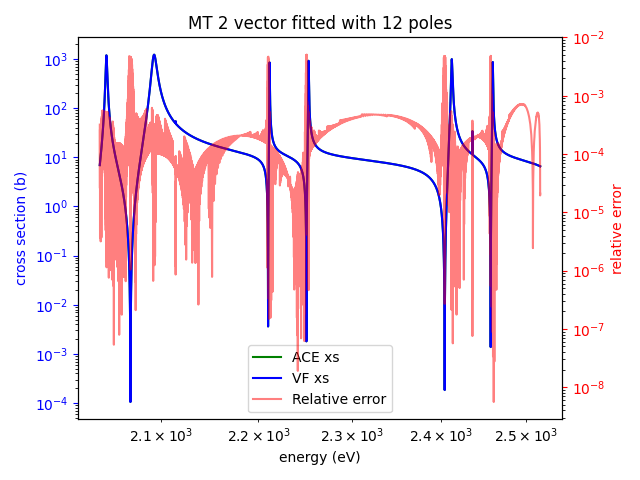 MT 2 vector fitted with 12 poles
cross section (b)
10³
10²
10¹
10⁰
10⁻¹
10⁻²
10⁻³
10⁻⁴
10⁻²
10⁻³
10⁻⁴
10⁻⁵
10⁻⁶
10⁻⁷
10⁻⁸
relative error
ACE xs
VF xs
Relative error
2.1 × 10³ 2.2 × 10³ 2.3 × 10³ 2.4 × 10³ 2.5 × 10³
energy (eV)